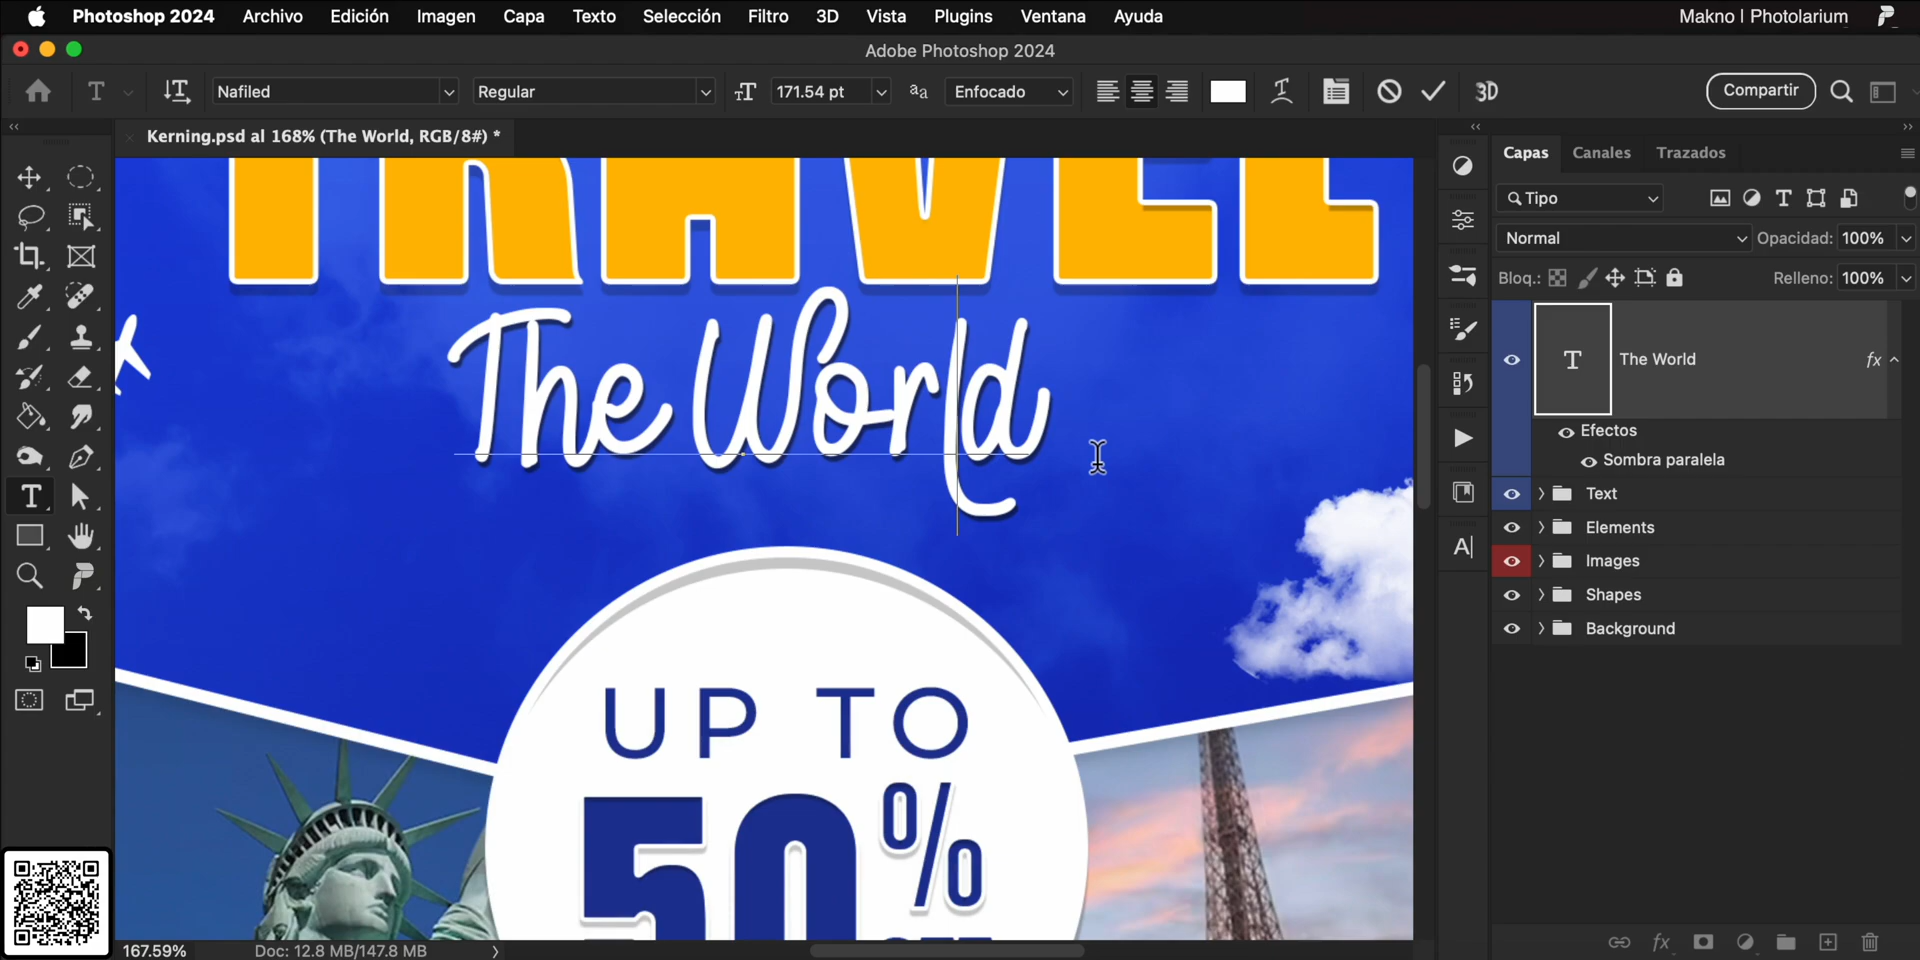 Photoshop 2024 Archivo Edición Imagen Capa Texto Selección Filtro 3D Vista Plugins Ventana Ayuda Makno | Photolarium
Adobe Photoshop 2024
Nafiled Regular 171.54 pt Enfocado 3D Compartir
Kerning.psd al 168% (The World, RGB/8#) *
Capas Canales Trazados
Tipo
Normal Opacidad: 100%
Bloq.: Relleno: 100%
The World fx
Efectos
Sombra paralela
Text
Elements
Images
Shapes
Background
TRAVEL
The World
UP TO
50%
167.59% Doc: 12.8 MB/147.8 MB